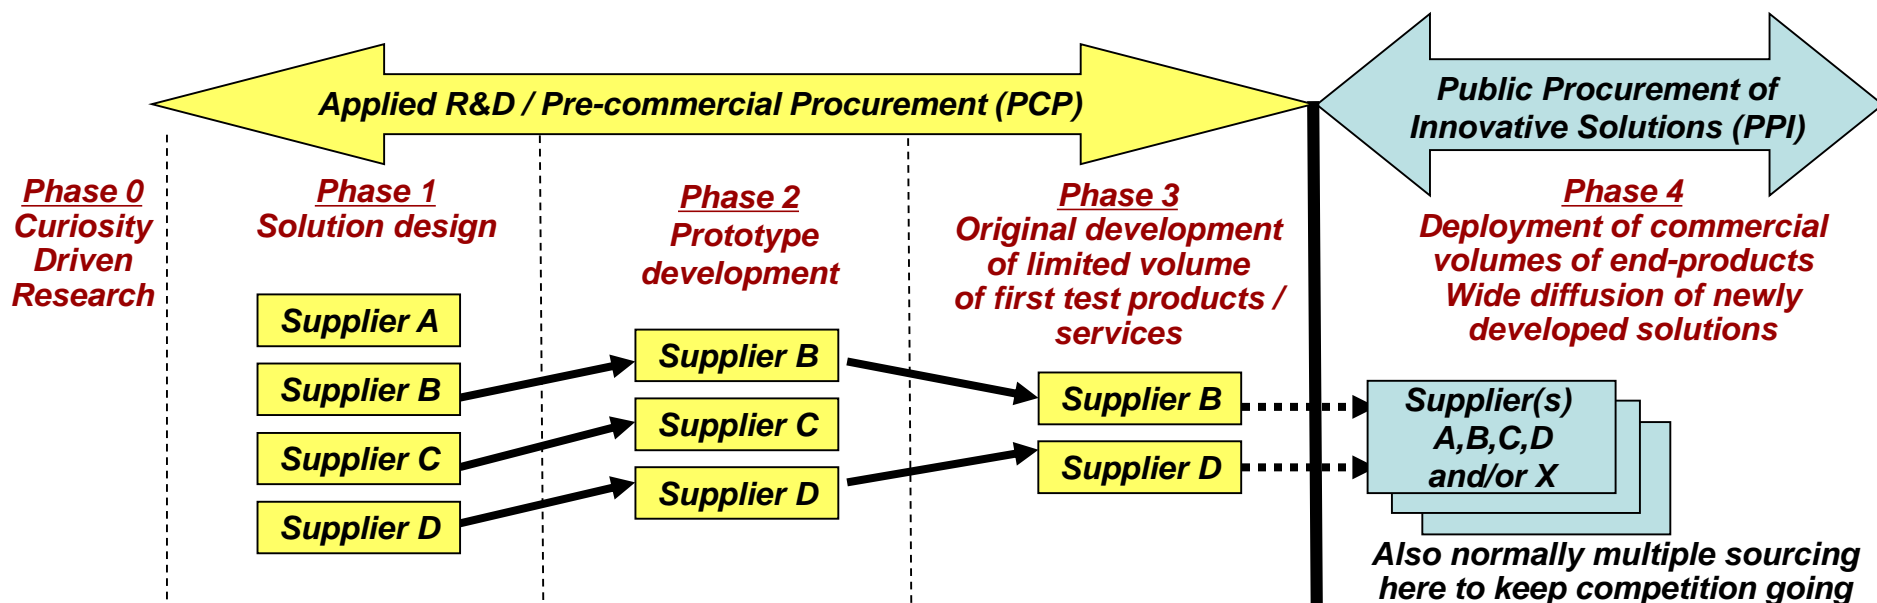 Applied R&D / Pre-commercial Procurement (PCP)
Public Procurement of
Innovative Solutions (PPI)
Phase 0
Curiosity
Driven
Research
Phase 1
Solution design
Supplier A
Supplier B
Supplier C
Supplier D
Phase 2
Prototype
development
Supplier B
Supplier C
Supplier D
Phase 3
Original development
of limited volume
of first test products /
services
Supplier B
Supplier D
Phase 4
Deployment of commercial
volumes of end-products
Wide diffusion of newly
developed solutions
Supplier(s)
A,B,C,D
and/or X
Also normally multiple sourcing
here to keep competition going